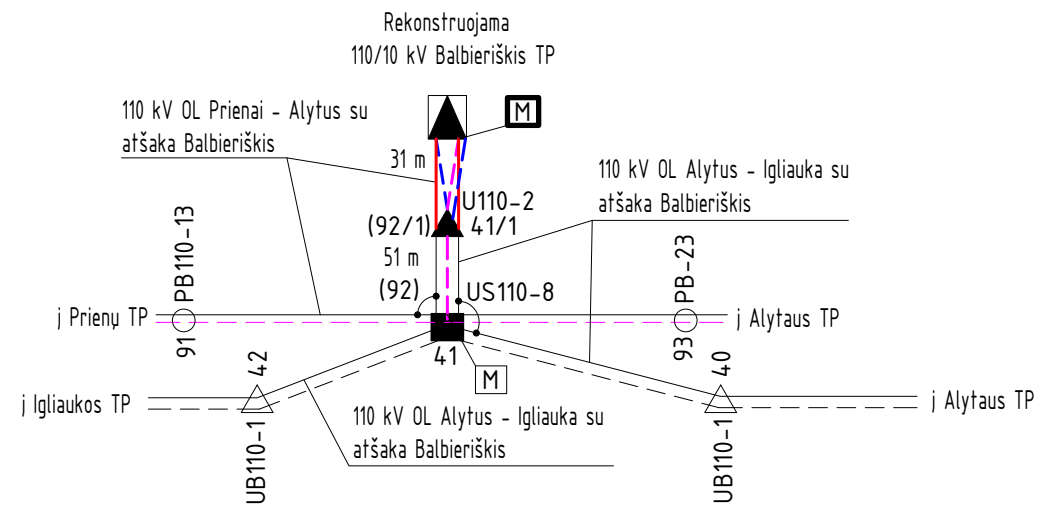 Rekonstruojama
110/10 kV Balbieriškis TP
M
110 kV OL Prienai - Alytus su
atšaka Balbieriškis
31 m
110 kV OL Alytus - Igliauka su
atšaka Balbieriškis
U110-2
(92/1)
41/1
51 m
(92)
US110-8
PB110-13
91
PB-23
93
į Prienų TP
į Alytaus TP
41
M
42
UB110-1
40
UB110-1
į Igliaukos TP
į Alytaus TP
110 kV OL Alytus - Igliauka su
atšaka Balbieriškis